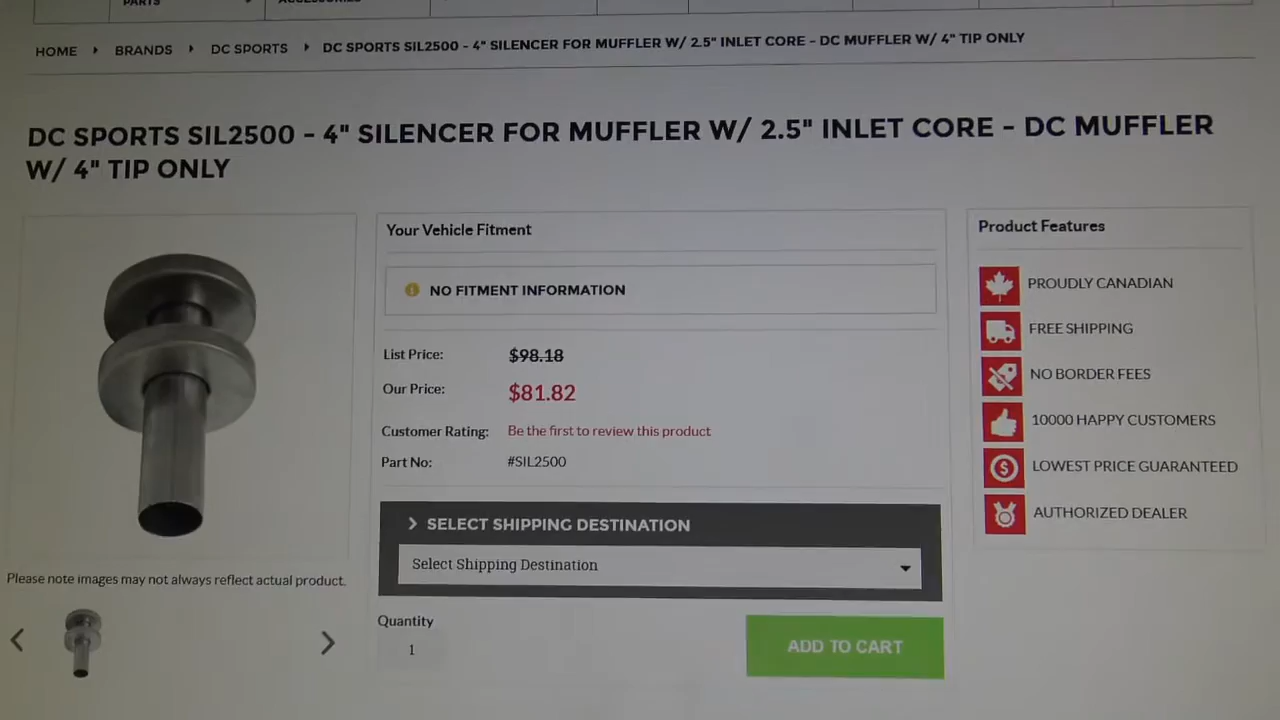 PARTS
ACCESSORIES
HOME BRANDS DC SPORTS DC SPORTS SIL2500 - 4" SILENCER FOR MUFFLER W/ 2.5" INLET CORE - DC MUFFLER W/ 4" TIP ONLY
DC SPORTS SIL2500 - 4" SILENCER FOR MUFFLER W/ 2.5" INLET CORE - DC MUFFLER
W/ 4" TIP ONLY
Please note images may not always reflect actual product.
Your Vehicle Fitment
NO FITMENT INFORMATION
List Price: $98.18
Our Price: $81.82
Customer Rating: Be the first to review this product
Part No: #SIL2500
SELECT SHIPPING DESTINATION
Select Shipping Destination
Quantity
1
ADD TO CART
Product Features
PROUDLY CANADIAN
FREE SHIPPING
NO BORDER FEES
10000 HAPPY CUSTOMERS
LOWEST PRICE GUARANTEED
AUTHORIZED DEALER